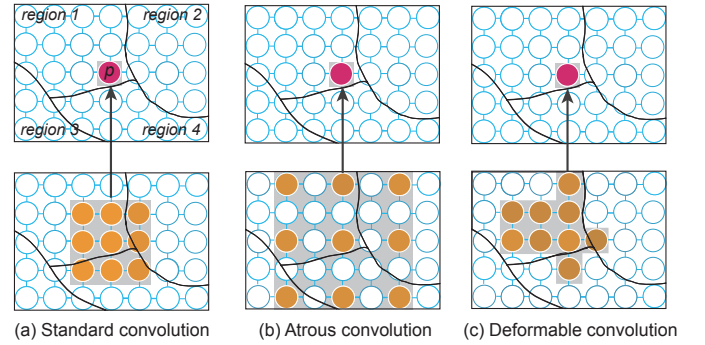 region 1
region 2
p
region 3
region 4
(a) Standard convolution
(b) Atrous convolution
(c) Deformable convolution